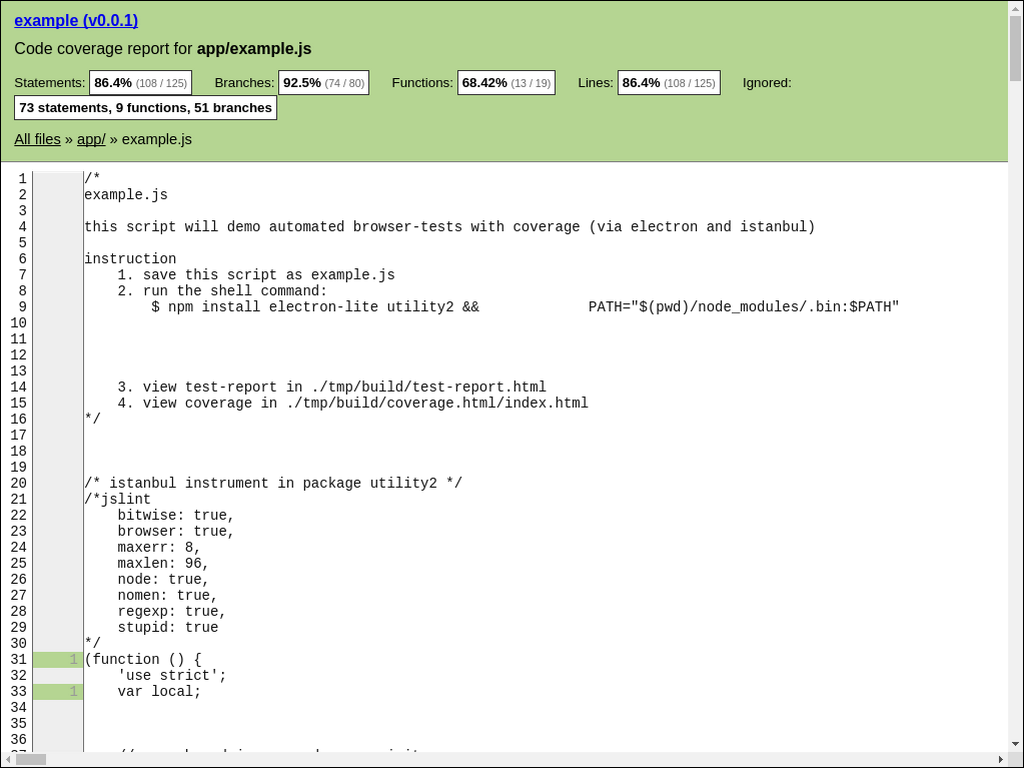 example (v0.0.1)
Code coverage report for app/example.js
Statements: 86.4% (108 / 125) Branches: 92.5% (74 / 80) Functions: 68.42% (13 / 19) Lines: 86.4% (108 / 125) Ignored:
73 statements, 9 functions, 51 branches
All files » app/ » example.js
1 /*
2 example.js
3
4 this script will demo automated browser-tests with coverage (via electron and istanbul)
5
6 instruction
7     1. save this script as example.js
8     2. run the shell command:
9         $ npm install electron-lite utility2 &&             PATH="$(pwd)/node_modules/.bin:$PATH"
10
11
12
13
14     3. view test-report in ./tmp/build/test-report.html
15     4. view coverage in ./tmp/build/coverage.html/index.html
16 */
17
18
19
20 /* istanbul instrument in package utility2 */
21 /*jslint
22     bitwise: true,
23     browser: true,
24     maxerr: 8,
25     maxlen: 96,
26     node: true,
27     nomen: true,
28     regexp: true,
29     stupid: true
30 */
31 1 (function () {
32     'use strict';
33 1     var local;
34
35
36